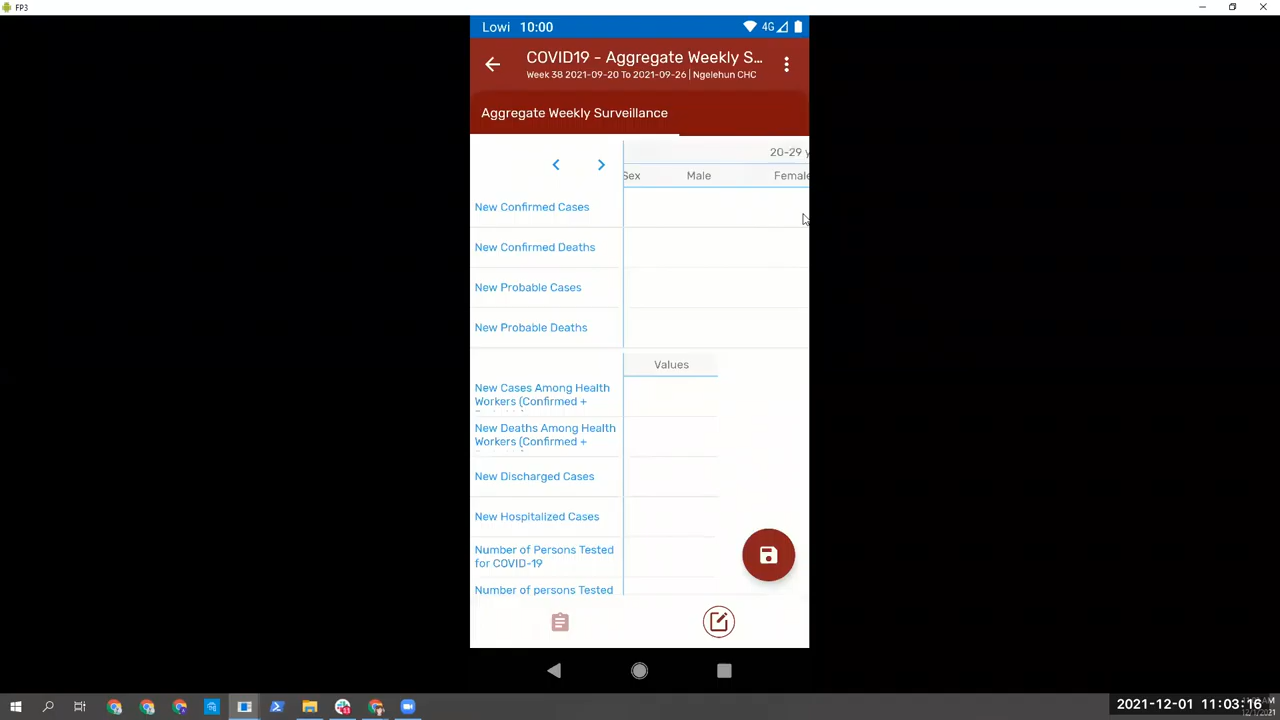 FP3
Lowi 10:00
4G
COVID19 - Aggregate Weekly S...
Week 38 2021-09-20 To 2021-09-26 | Ngelehun CHC
Aggregate Weekly Surveillance
20-29 y
Sex Male Female
New Confirmed Cases
New Confirmed Deaths
New Probable Cases
New Probable Deaths
Values
New Cases Among Health
Workers (Confirmed +
New Deaths Among Health
Workers (Confirmed +
New Discharged Cases
New Hospitalized Cases
Number of Persons Tested
for COVID-19
Number of persons Tested
2021-12-01 11:03:16